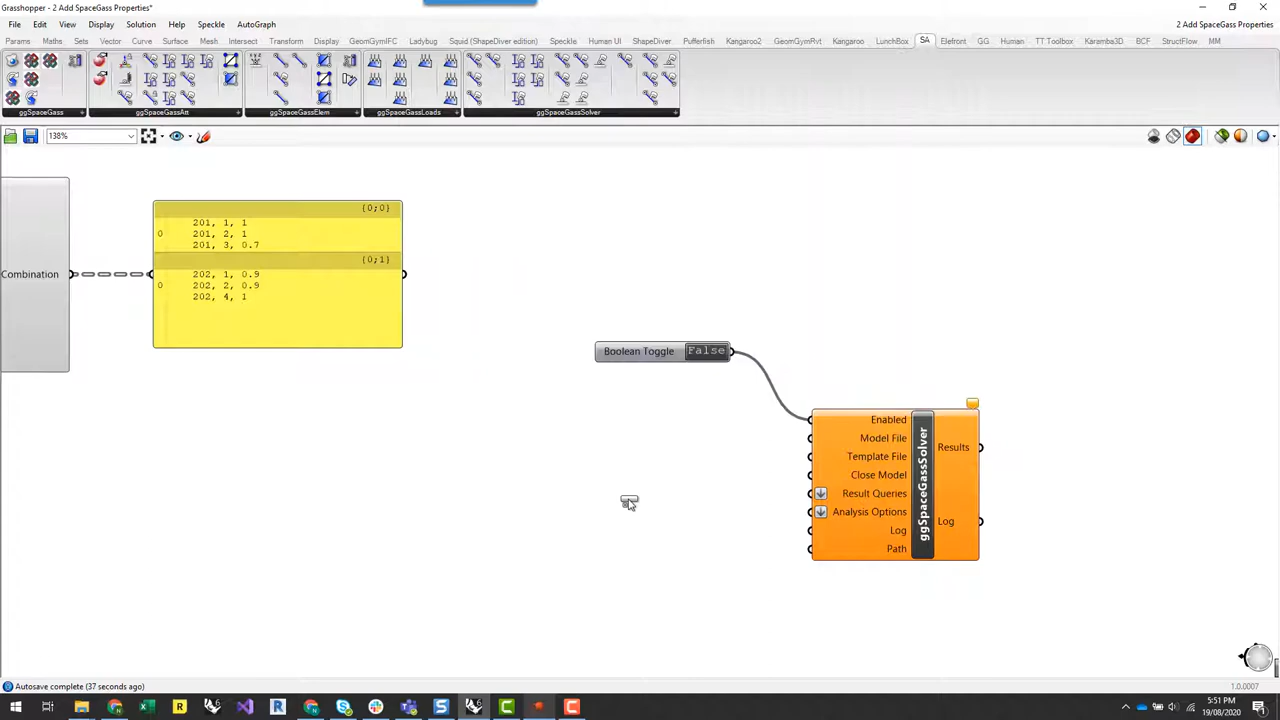 Grasshopper - 2 Add SpaceGass Properties*
File Edit View Display Solution Help Speckle AutoGraph
2 Add SpaceGass Properties
Params Maths Sets Vector Curve Surface Mesh Intersect Transform Display GeomGymIFC Ladybug Squid (ShapeDiver edition) Speckle Human UI ShapeDiver Pufferfish Kangaroo2 GeomGymRvt Kangaroo LunchBox SA Elefront GG Human TT Toolbox Karamba3D BCF StructFlow MM
ggSpaceGass ggSpaceGassAtt ggSpaceGassElem ggSpaceGassLoads ggSpaceGassSolver
138%
{0;0}
201, 1, 1
0 201, 2, 1
201, 3, 0.7
{0;1}
Combination
202, 1, 0.9
0 202, 2, 0.9
202, 4, 1
Boolean Toggle False
Enabled
Model File
Template File
Close Model
Result Queries
Analysis Options
Log
Path
ggSpaceGassSolver
Results
Log
Autosave complete (37 seconds ago)
1.0.0007
5:51 PM
19/08/2020